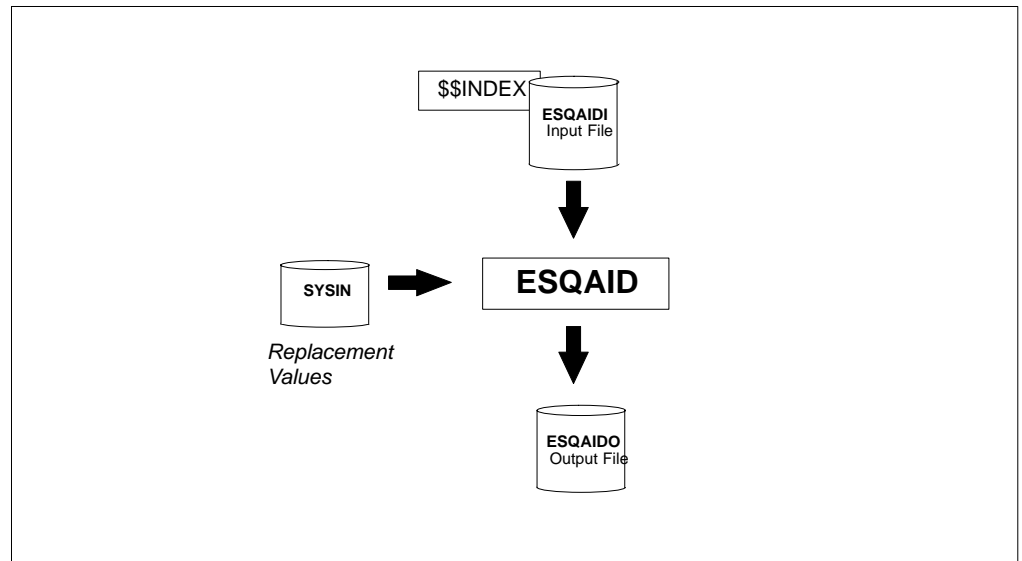 $$INDEX
ESQAIDI
Input File
SYSIN
ESQAID
Replacement
Values
ESQAIDO
Output File